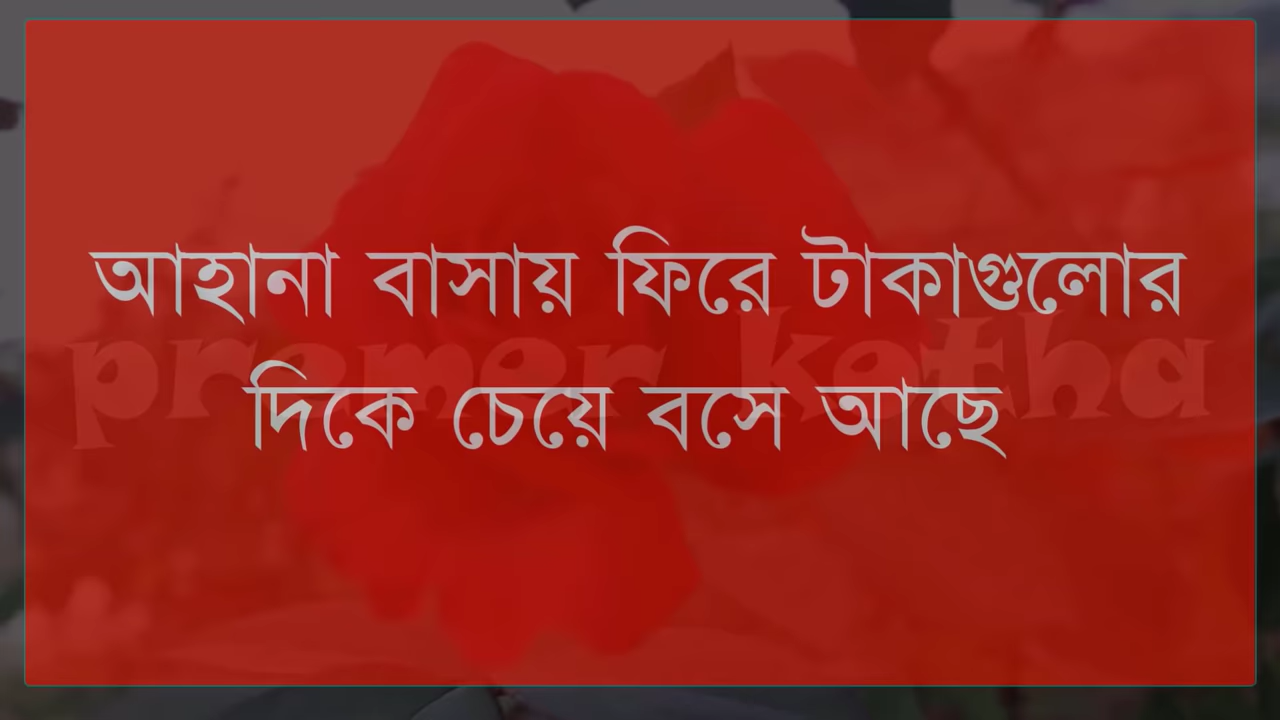 আহানা বাসায় ফিরে টাকাগুলোর
premer kotha
দিকে চেয়ে বসে আছে